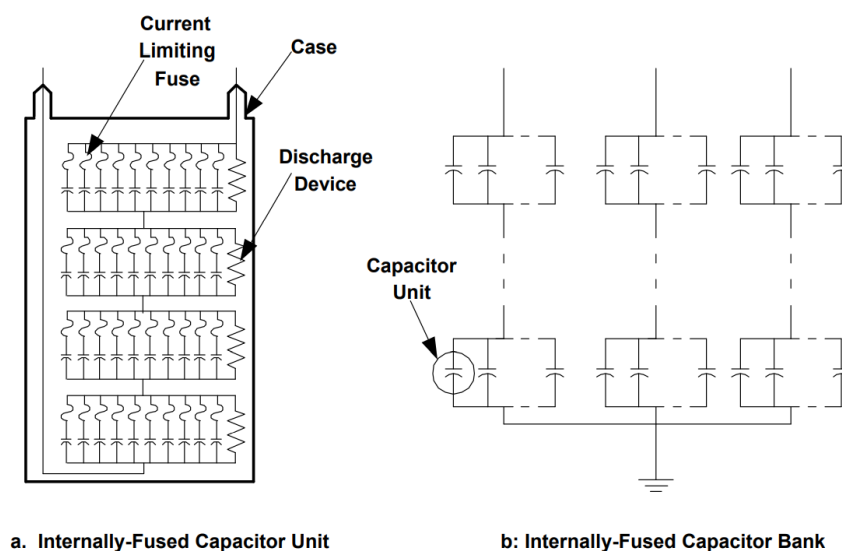 Current
Limiting
Fuse
Case
Discharge
Device
Capacitor
Unit
a. Internally-Fused Capacitor Unit
b: Internally-Fused Capacitor Bank